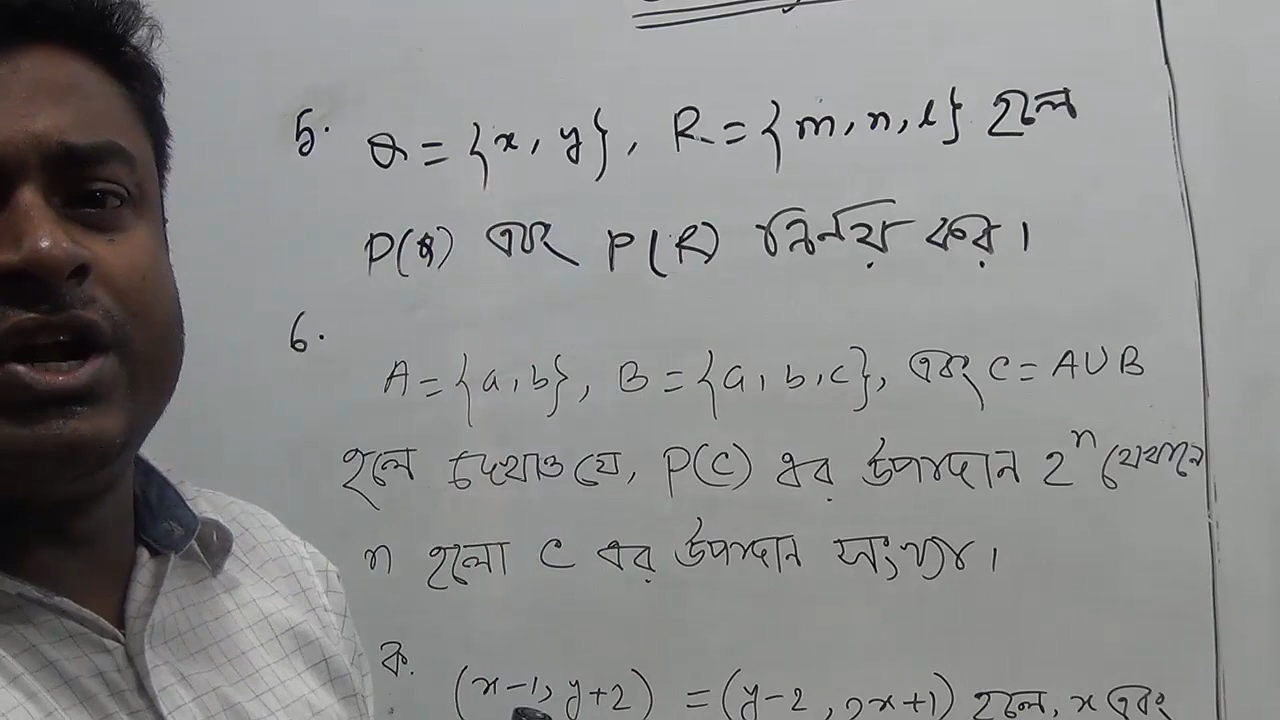 5. Q = {x, y}, R = {m, n, l} হলে
P(Q) এবং P(R) নির্ণয় কর।
6.
A = {a, b}, B = {a, b, c}, এবং C = A∪B
হলে দেখাও যে, P(C) এর উপাদান 2ⁿ যেখানে
n হলো C এর উপাদান সংখ্যা।
ক. (x-1, y+2) = (y-2, 2x+1) হলে, x এবং